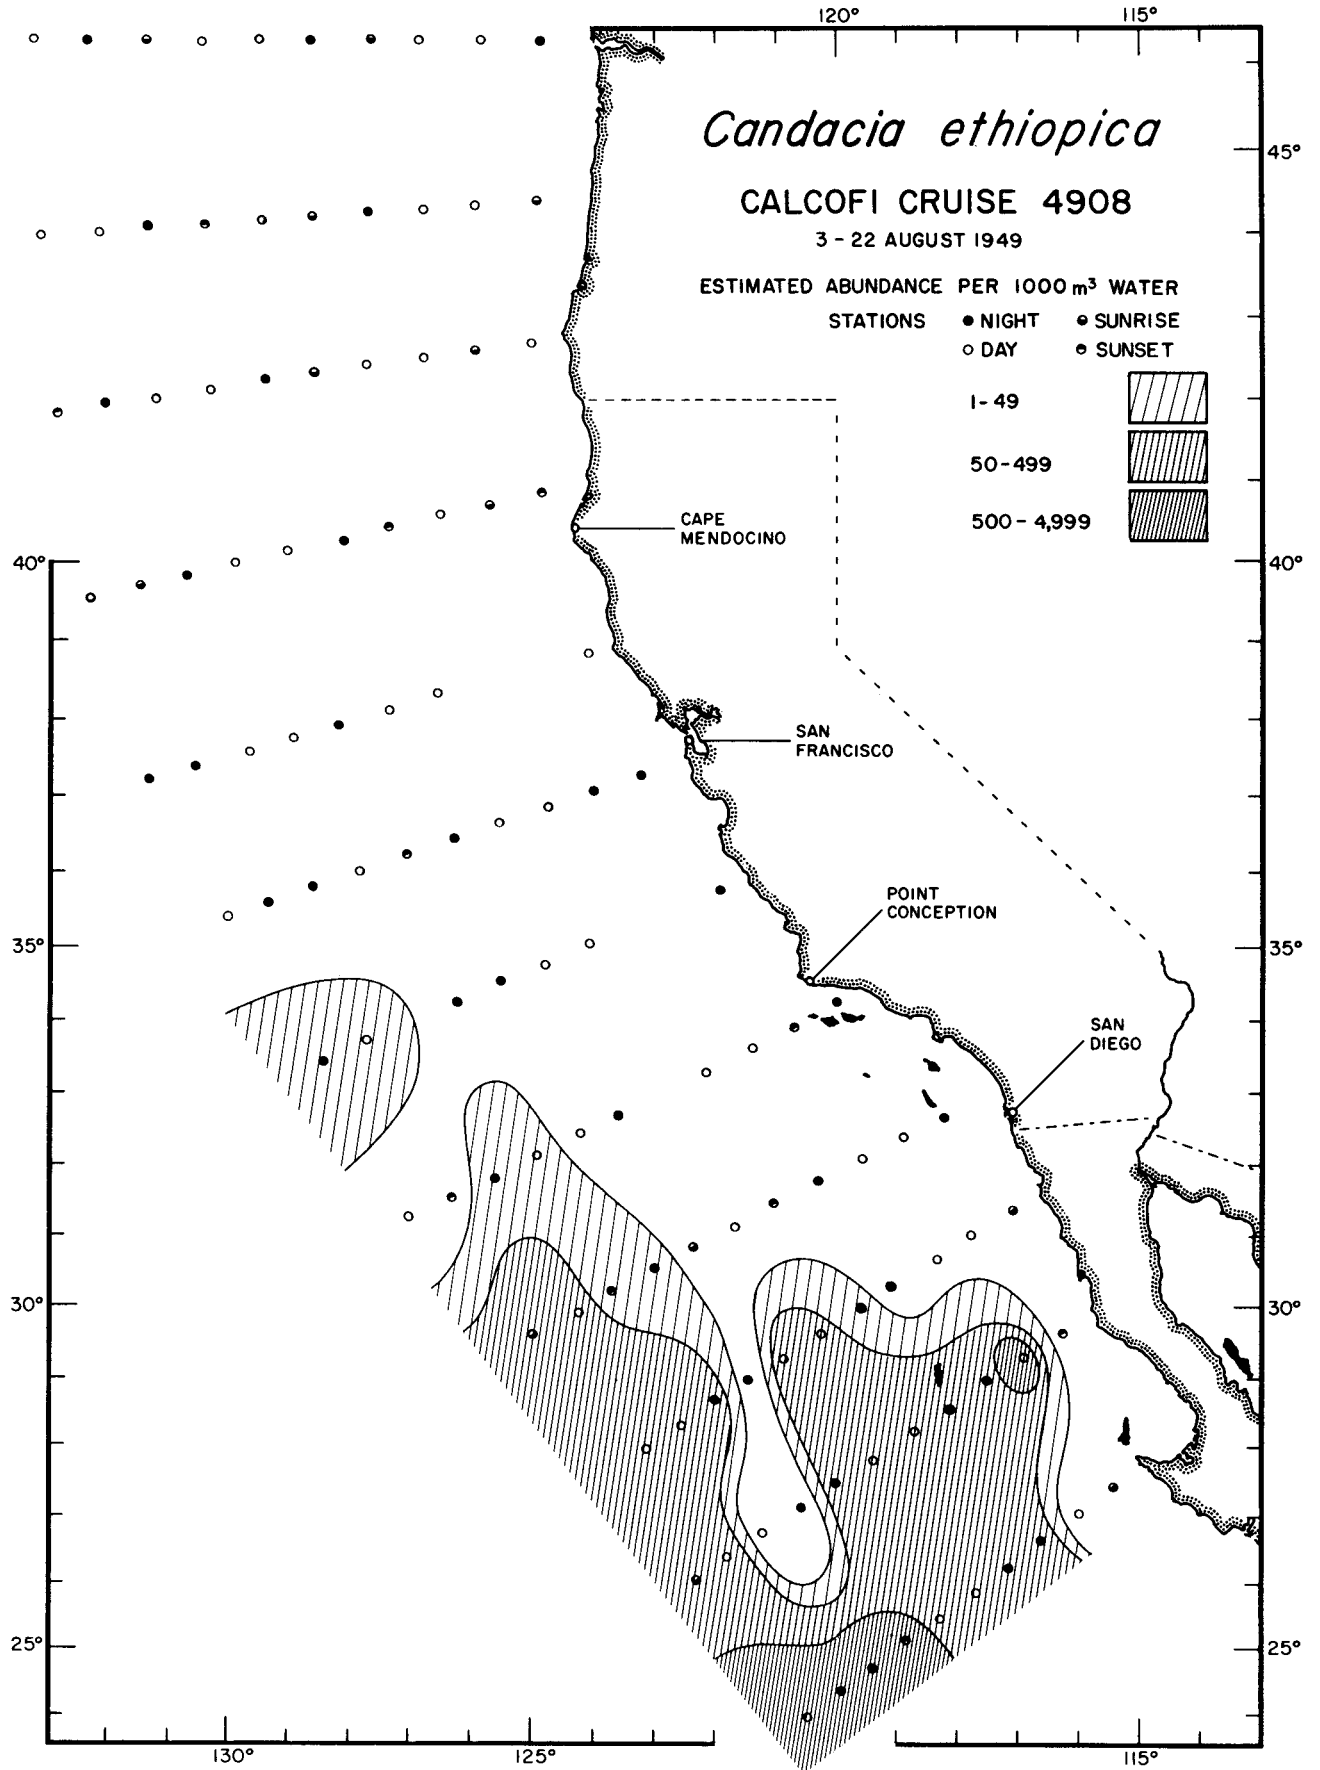 120° 115°
Candacia ethiopica
45°
CALCOFI CRUISE 4908
3-22 AUGUST 1949
ESTIMATED ABUNDANCE PER 1000 m³ WATER
STATIONS ● NIGHT ◒ SUNRISE
○ DAY ◓ SUNSET
1-49
50-499
500-4,999
CAPE
MENDOCINO
40° 40°
SAN
FRANCISCO
POINT
CONCEPTION
35° 35°
SAN
DIEGO
30° 30°
25° 25°
130° 125° 115°